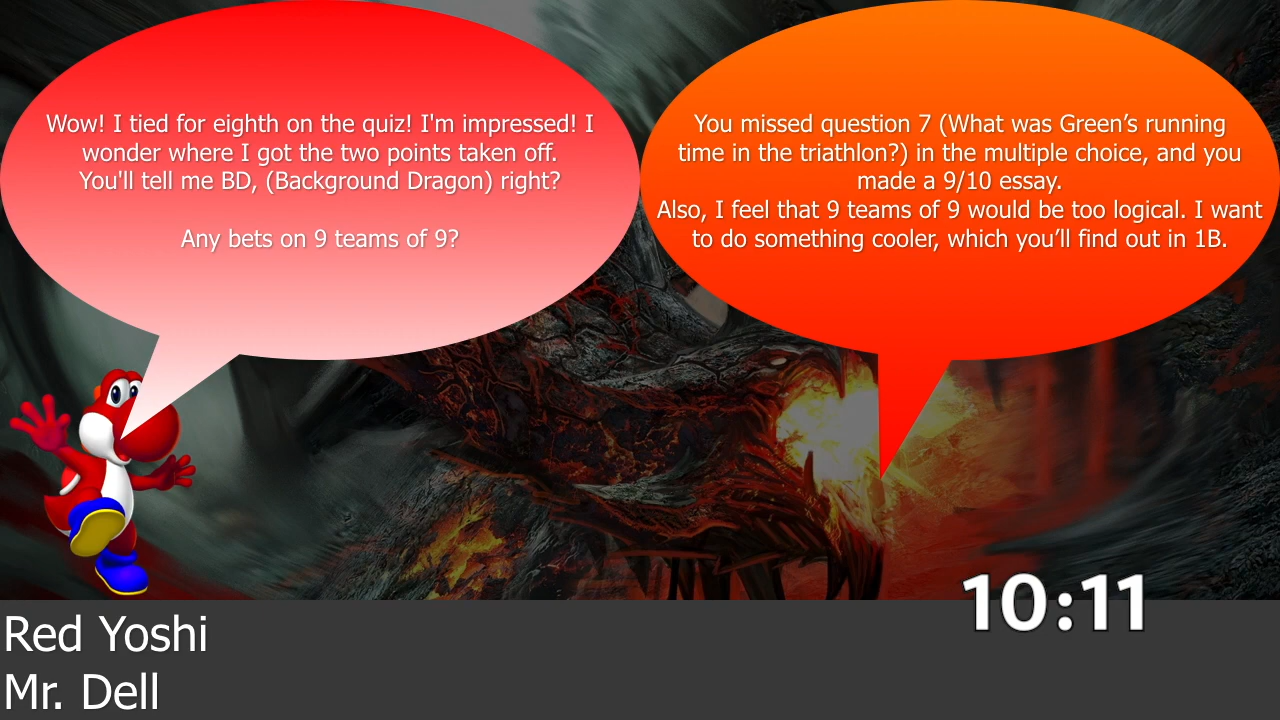 Wow! I tied for eighth on the quiz! I'm impressed! I
wonder where I got the two points taken off.
You'll tell me BD, (Background Dragon) right?
Any bets on 9 teams of 9?
You missed question 7 (What was Green’s running
time in the triathlon?) in the multiple choice, and you
made a 9/10 essay.
Also, I feel that 9 teams of 9 would be too logical. I want
to do something cooler, which you’ll find out in 1B.
10:11
Red Yoshi
Mr. Dell